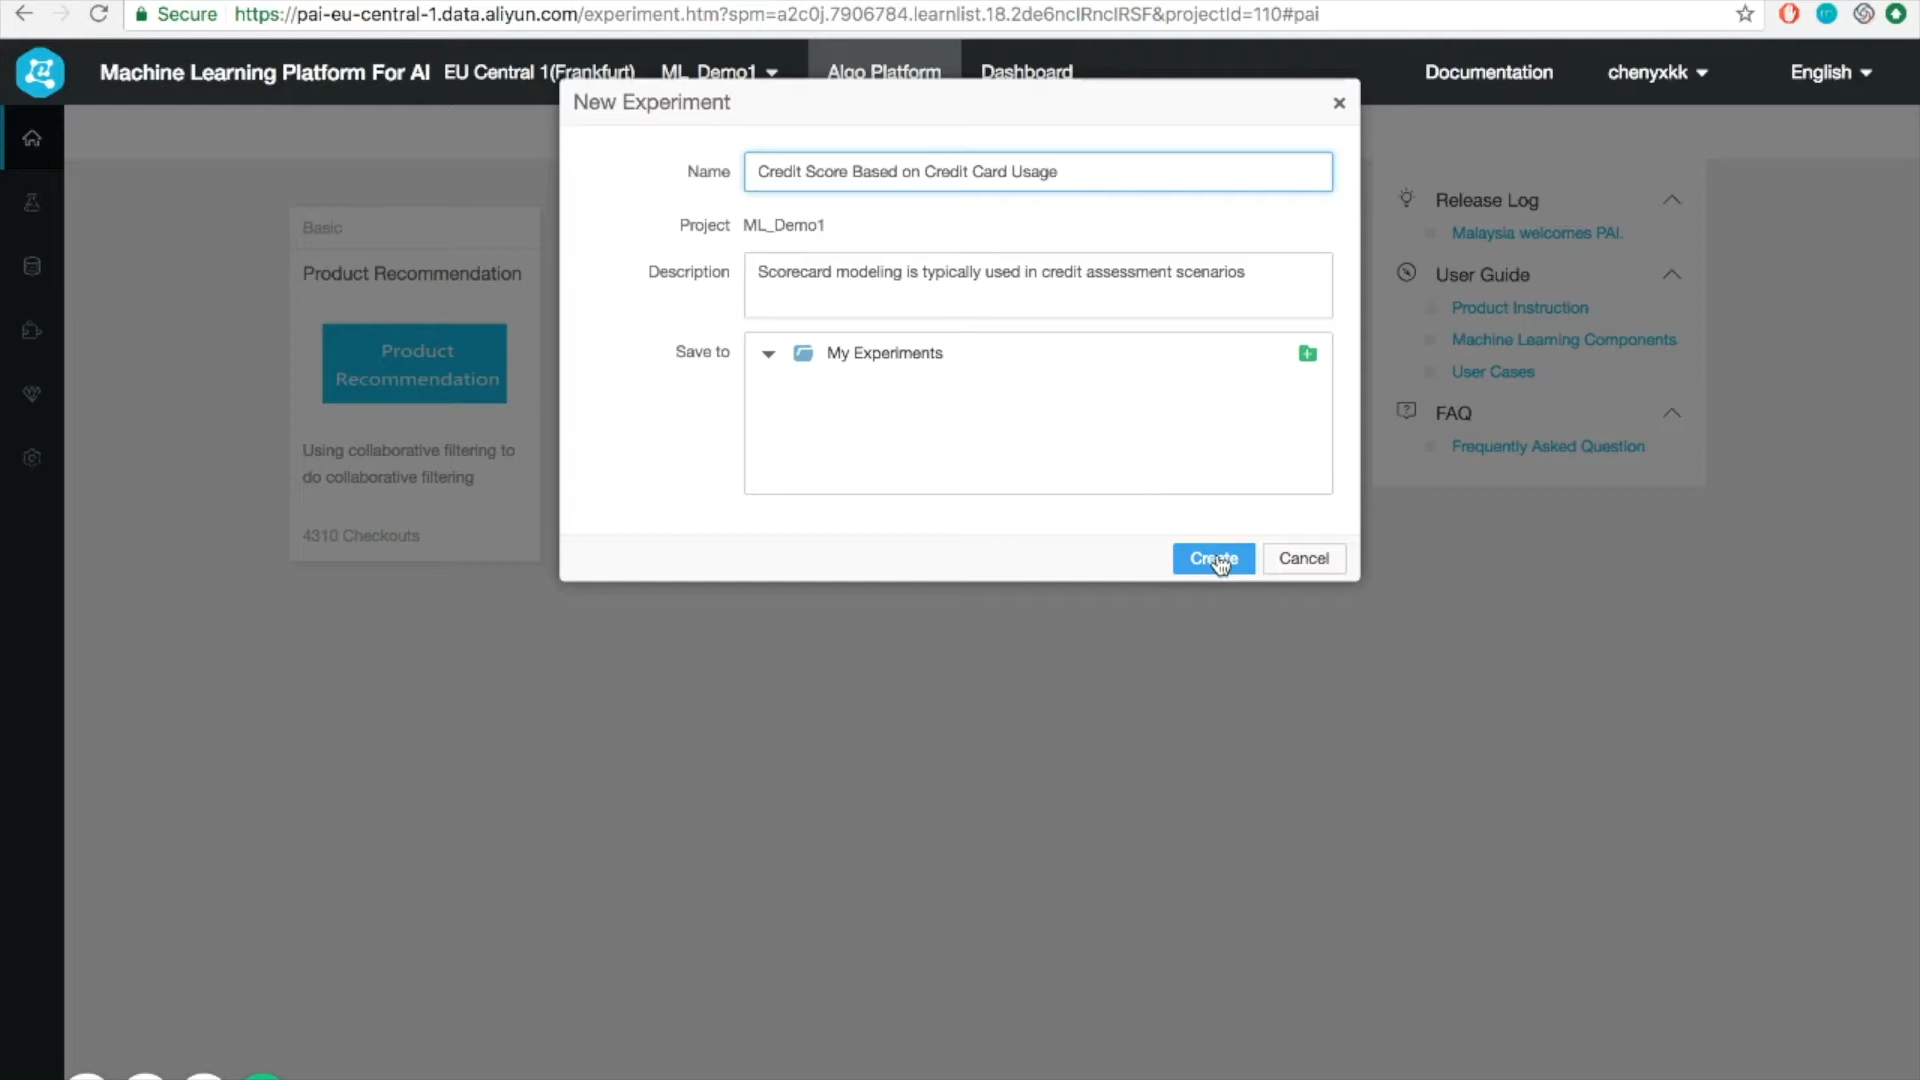 Secure https://pai-eu-central-1.data.aliyun.com/experiment.htm?spm=a2c0j.7906784.learnlist.18.2de6nclRnclRSF&projectId=110#pai
Machine Learning Platform For AI EU Central 1(Frankfurt) ML_Demo1 Algo Platform Dashboard Documentation chenyxkk English
New Experiment
Name Credit Score Based on Credit Card Usage
Project ML_Demo1
Description Scorecard modeling is typically used in credit assessment scenarios
Save to My Experiments
Create Cancel
Basic
Product Recommendation
Product
Recommendation
Using collaborative filtering to
do collaborative filtering
4310 Checkouts
Release Log
Malaysia welcomes PAI.
User Guide
Product Instruction
Machine Learning Components
User Cases
FAQ
Frequently Asked Question